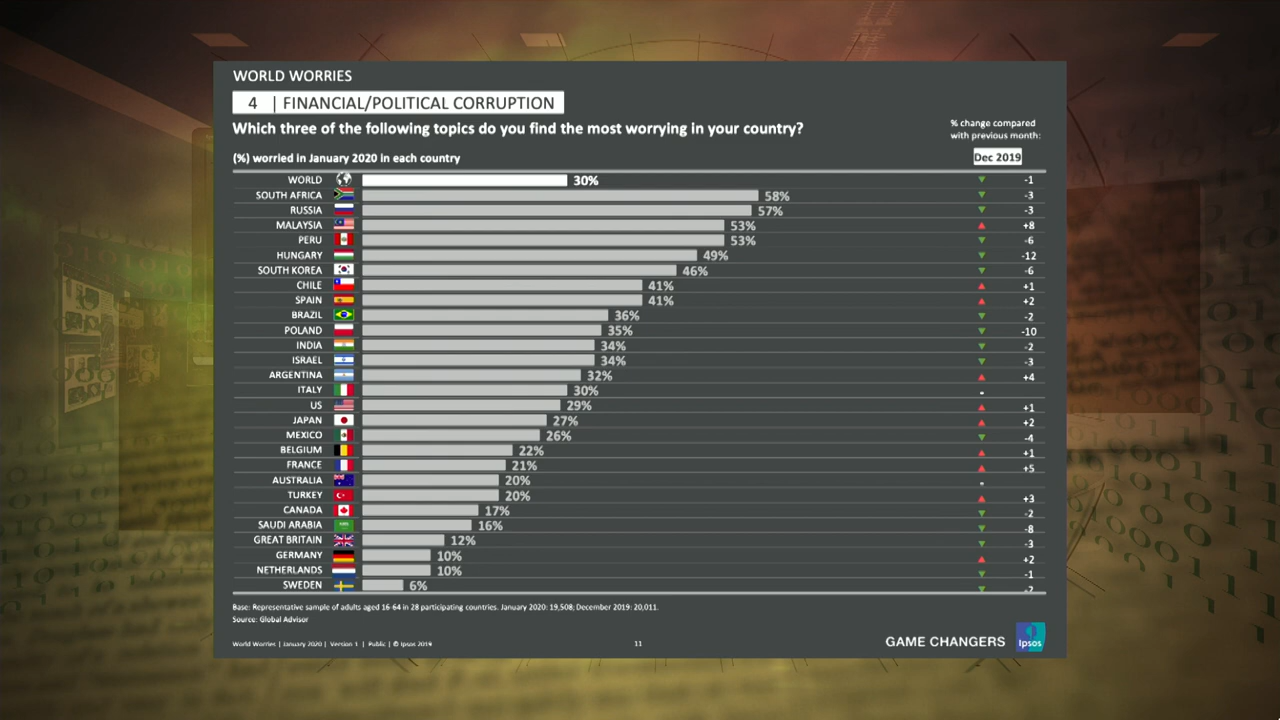 WORLD WORRIES
4 | FINANCIAL/POLITICAL CORRUPTION
Which three of the following topics do you find the most worrying in your country?
% change compared
with previous month:
(%) worried in January 2020 in each country
Dec 2019
WORLD 30% -1
SOUTH AFRICA 58% -3
RUSSIA 57% -3
MALAYSIA 53% +8
PERU 53% -6
HUNGARY 49% -12
SOUTH KOREA 46% -6
CHILE 41% +1
SPAIN 41% +2
BRAZIL 36% -2
POLAND 35% -10
INDIA 34% -2
ISRAEL 34% -3
ARGENTINA 32% +4
ITALY 30% -
US 29% +1
JAPAN 27% +2
MEXICO 26% -4
BELGIUM 22% +1
FRANCE 21% +5
AUSTRALIA 20% -
TURKEY 20% +3
CANADA 17% -2
SAUDI ARABIA 16% -8
GREAT BRITAIN 12% -3
GERMANY 10% +2
NETHERLANDS 10% -1
SWEDEN 6% -2
Base: Representative sample of adults aged 16-64 in 28 participating countries. January 2020: 19,508; December 2019: 20,011.
Source: Global Advisor
World Worries | January 2020 | Version 1 | Public | © Ipsos 2019
11
GAME CHANGERS
Ipsos